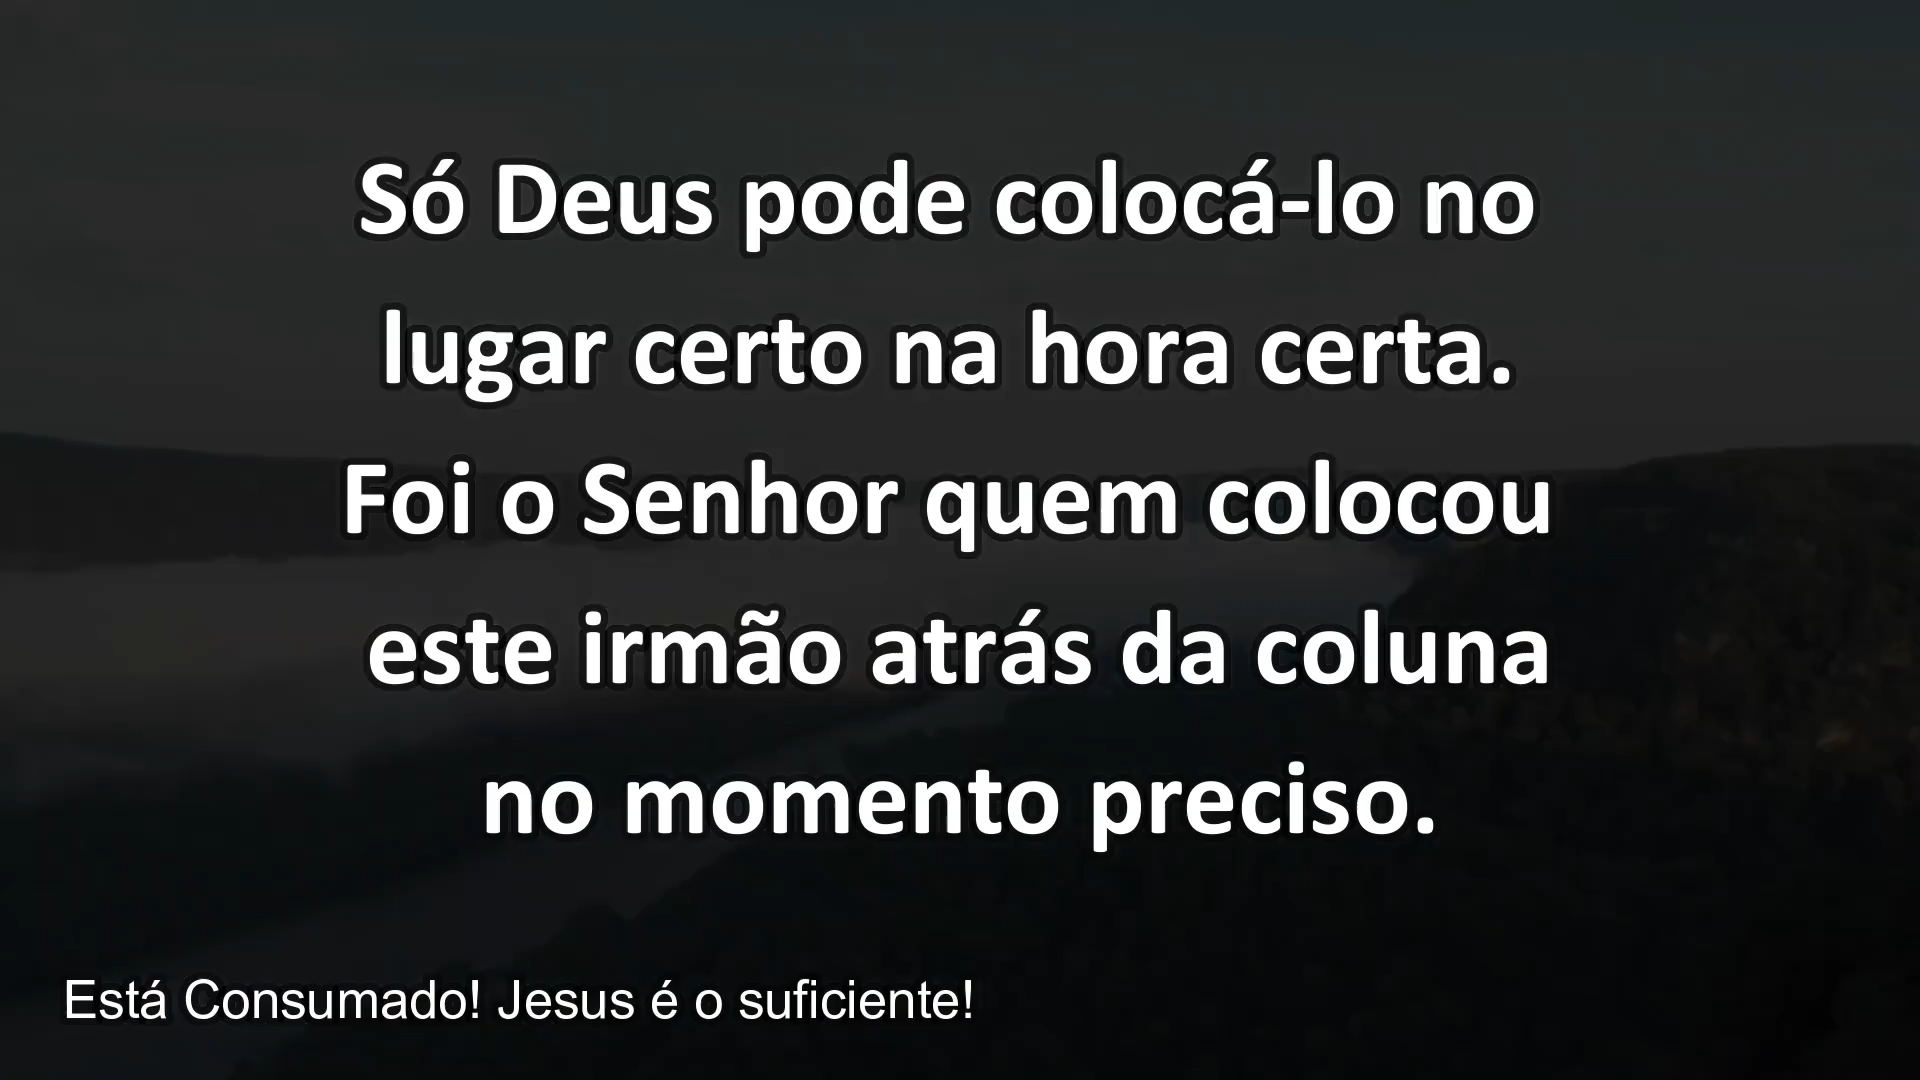 Só Deus pode colocá-lo no
lugar certo na hora certa.
Foi o Senhor quem colocou
este irmão atrás da coluna
no momento preciso.
Está Consumado! Jesus é o suficiente!